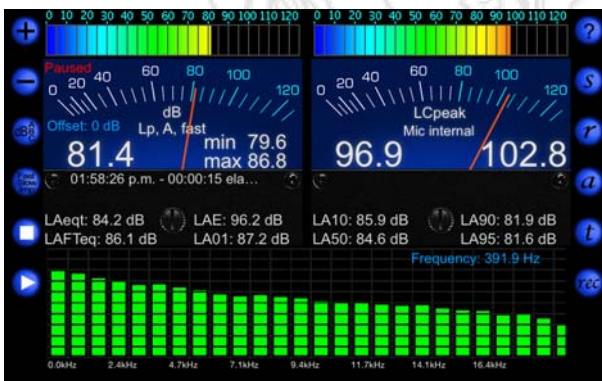 0 10 20 30 40 50 60 70 80 90 100 110 120
0 10 20 30 40 50 60 70 80 90 100 110 120
+
?
Paused
0 20 40 60 80 100 120
0 20 40 60 80 100 120
−
s
dB
LCpeak
Offset: 0 dB
Lp, A, fast
Mic internal
dB A C
r
81.4
min 79.6
max 86.8
96.9
102.8
01:58:26 p.m. - 00:00:15 ela...
a
LAeqt: 84.2 dB
LAE: 96.2 dB
LA10: 85.9 dB
LA90: 81.9 dB
LAFTeq: 86.1 dB
LA01: 87.2 dB
LA50: 84.6 dB
LA95: 81.6 dB
t
Frequency: 391.9 Hz
rec
0.0kHz 2.4kHz 4.7kHz 7.1kHz 9.4kHz 11.7kHz 14.1kHz 16.4kHz